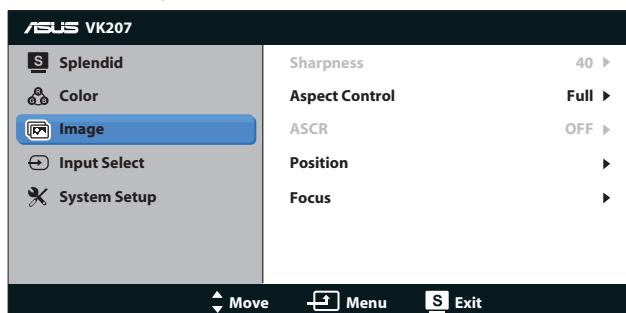 ASUS VK207
S Splendid
Color
Image
Input Select
System Setup
Sharpness 40
Aspect Control Full
ASCR OFF
Position
Focus
Move Menu S Exit